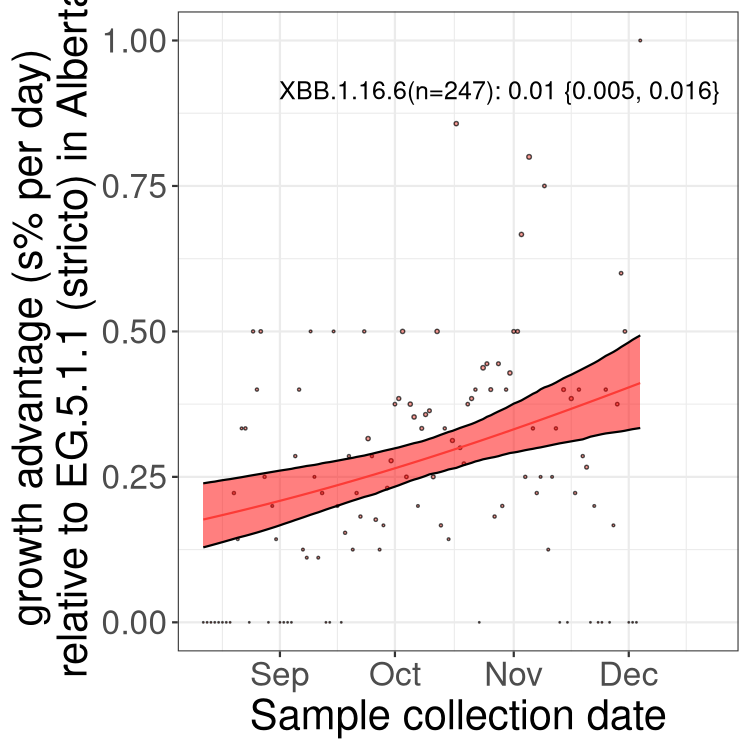 growth advantage (s% per day)
relative to EG.5.1.1 (stricto) in Alberta
1.00
0.75
0.50
0.25
0.00
XBB.1.16.6(n=247): 0.01 {0.005, 0.016}
Sep Oct Nov Dec
Sample collection date